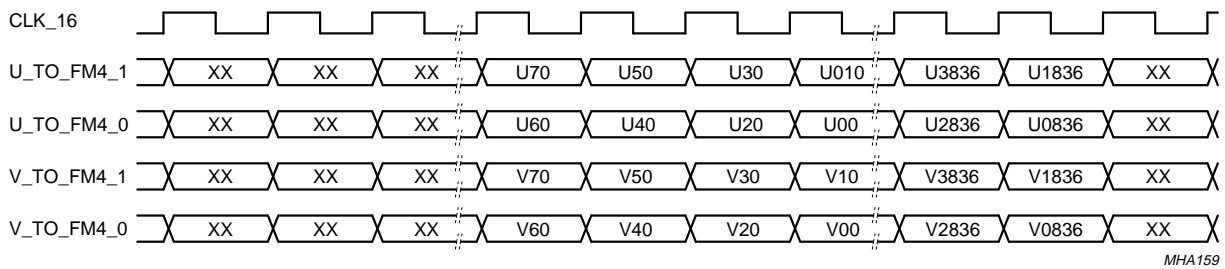 CLK_16
U_TO_FM4_1 XX XX XX U70 U50 U30 U010 U3836 U1836 XX
U_TO_FM4_0 XX XX XX U60 U40 U20 U00 U2836 U0836 XX
V_TO_FM4_1 XX XX XX V70 V50 V30 V10 V3836 V1836 XX
V_TO_FM4_0 XX XX XX V60 V40 V20 V00 V2836 V0836 XX
MHA159